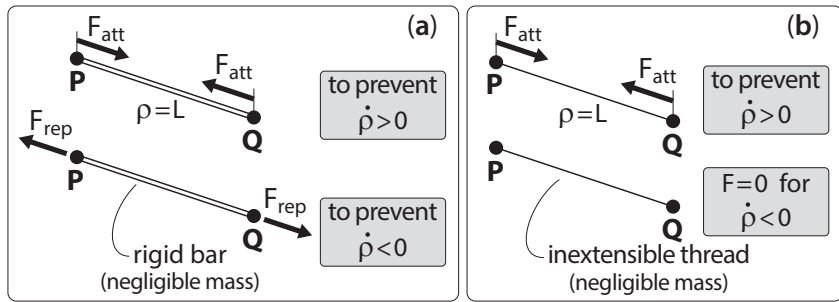 (a)
F_att
P
F_att
ρ=L
Q
to prevent
ρ̇>0
F_rep
P
F_rep
Q
to prevent
ρ̇<0
rigid bar
(negligible mass)
(b)
F_att
P
F_att
ρ=L
Q
to prevent
ρ̇>0
P
Q
F=0 for
ρ̇<0
inextensible thread
(negligible mass)